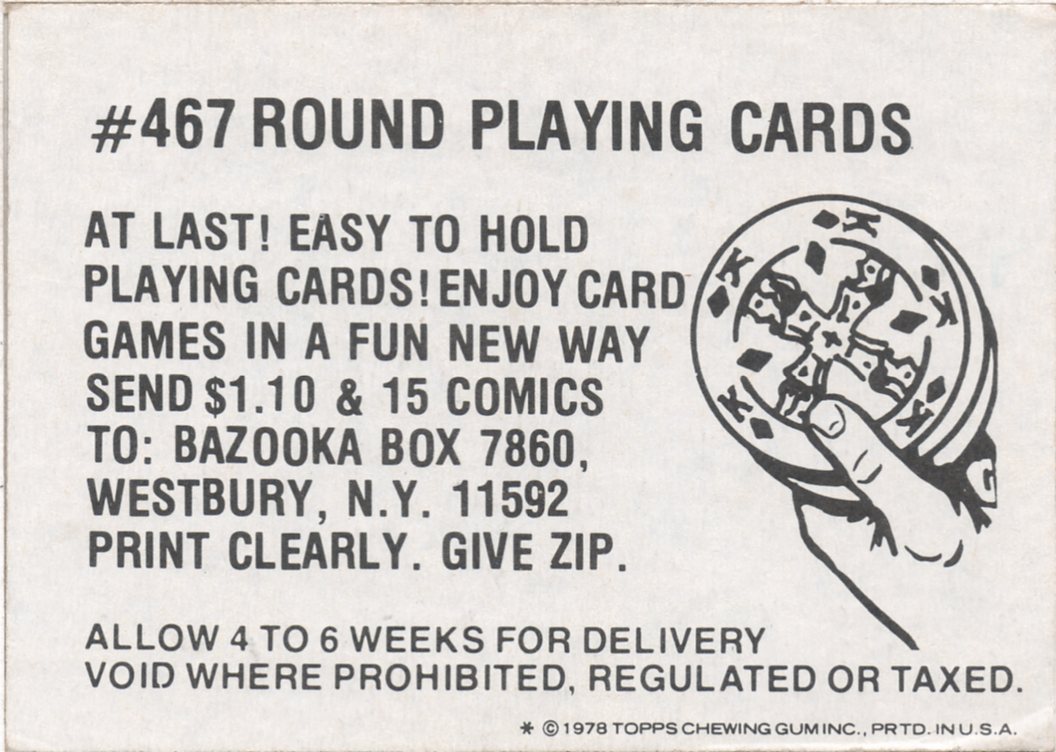 #467 ROUND PLAYING CARDS
AT LAST! EASY TO HOLD
PLAYING CARDS! ENJOY CARD
GAMES IN A FUN NEW WAY
SEND $1.10 & 15 COMICS
TO: BAZOOKA BOX 7860,
WESTBURY, N.Y. 11592
PRINT CLEARLY. GIVE ZIP.
K
K
K
K
K
ALLOW 4 TO 6 WEEKS FOR DELIVERY
VOID WHERE PROHIBITED, REGULATED OR TAXED.
* © 1978 TOPPS CHEWING GUM INC., PRTD. IN U.S.A.